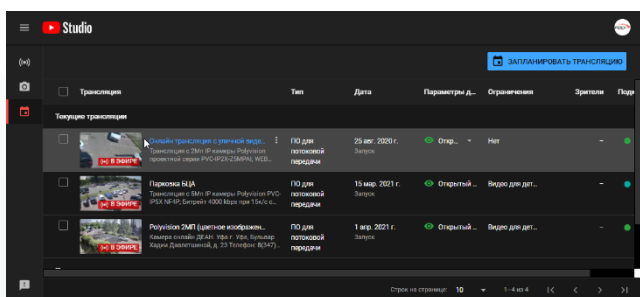 Studio
ЗАПЛАНИРОВАТЬ ТРАНСЛЯЦИЮ
Трансляция Тип Дата Параметры д... Ограничения Зрители
Текущие трансляции
Онлайн трансляция с уличной виде... ПО для потоковой передачи 25 авг. 2020 г. Откр... Нет –
Трансляция с 2Мп IP камеры Polyvision Запуск
проектной серии PVC-IP2X-Z5MPAI; WEB...
В ЭФИРЕ
Парковка БЦА ПО для потоковой передачи 15 мар. 2021 г. Открытый ... Видео для дет... –
Трансляция с 5Мп IP камеры Polyvision PVC- Запуск
IP5X-NF4P; Битрейт 4000 kbps при 15к/с
В ЭФИРЕ
Polyvision 2МП (цветное изображен... ПО для потоковой передачи 1 апр. 2021 г. Открытый ... Видео для дет... –
Камера онлайн ДЕАН. Уфа г. Уфа, Бульвар Запуск
Хадии Давлетшиной, д. 23 Телефон: 8(347)...
В ЭФИРЕ
Строк на странице: 10 1–4 из 4